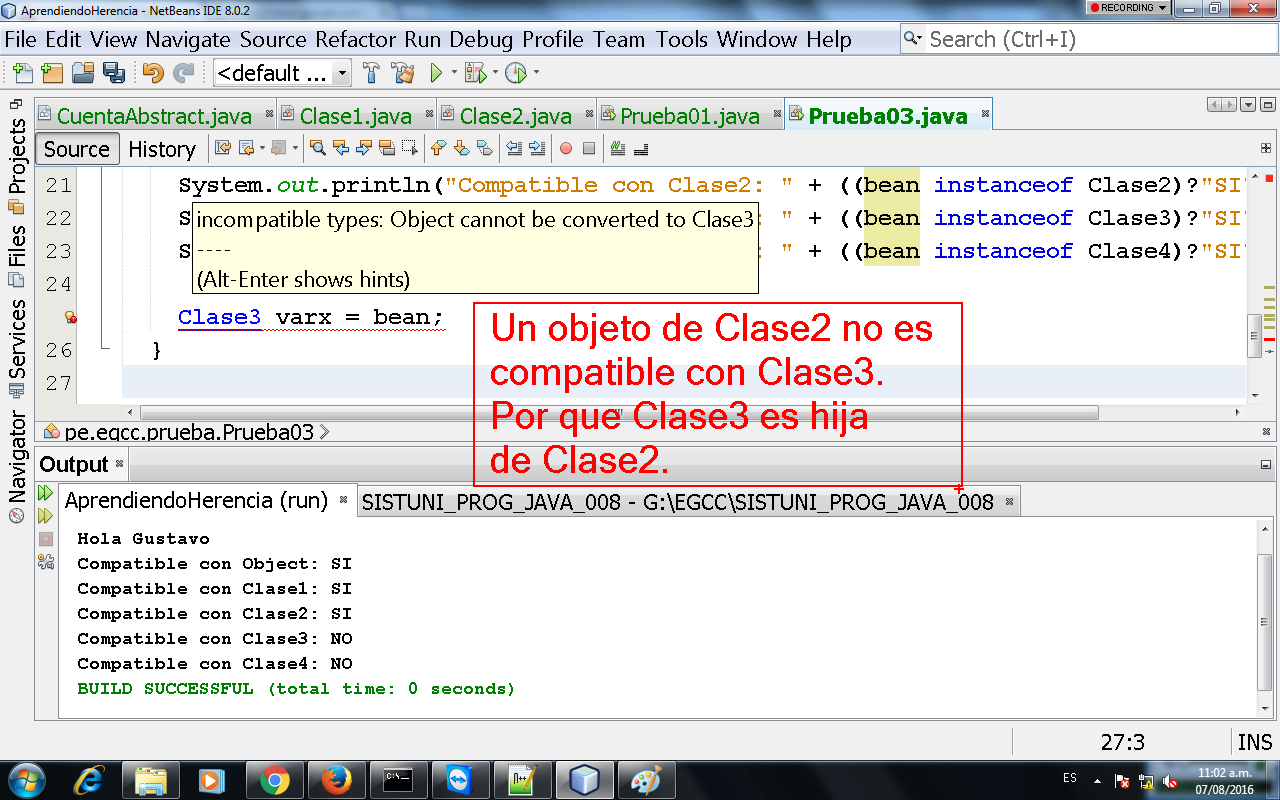 AprendiendoHerencia - NetBeans IDE 8.0.2
RECORDING
File Edit View Navigate Source Refactor Run Debug Profile Team Tools Window Help
Search (Ctrl+I)
<default ...
CuentaAbstract.java
Clase1.java
Clase2.java
Prueba01.java
Prueba03.java
Source
History
Projects
Files
Services
Navigator
21 System.out.println("Compatible con Clase2: " + ((bean instanceof Clase2)?"SI"
22 S : " + ((bean instanceof Clase3)?"SI"
23 S : " + ((bean instanceof Clase4)?"SI"
24
incompatible types: Object cannot be converted to Clase3
----
(Alt-Enter shows hints)
Clase3 varx = bean;
26 }
27
Un objeto de Clase2 no es
compatible con Clase3.
Por que Clase3 es hija
de Clase2.
pe.egcc.prueba.Prueba03
Output
AprendiendoHerencia (run)
SISTUNI_PROG_JAVA_008 - G:\EGCC\SISTUNI_PROG_JAVA_008
Hola Gustavo
Compatible con Object: SI
Compatible con Clase1: SI
Compatible con Clase2: SI
Compatible con Clase3: NO
Compatible con Clase4: NO
BUILD SUCCESSFUL (total time: 0 seconds)
27:3
INS
ES
11:02 a.m.
07/08/2016